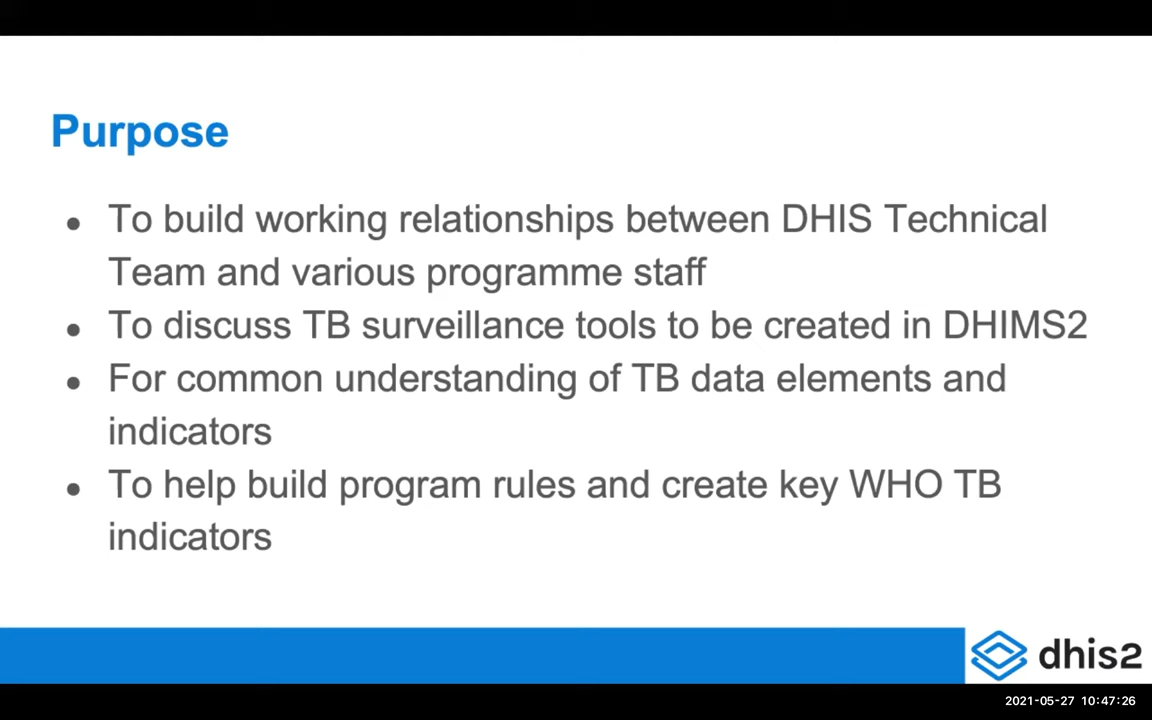 Purpose
• To build working relationships between DHIS Technical
Team and various programme staff
• To discuss TB surveillance tools to be created in DHIMS2
• For common understanding of TB data elements and
indicators
• To help build program rules and create key WHO TB
indicators
dhis2
2021-05-27 10:47:26